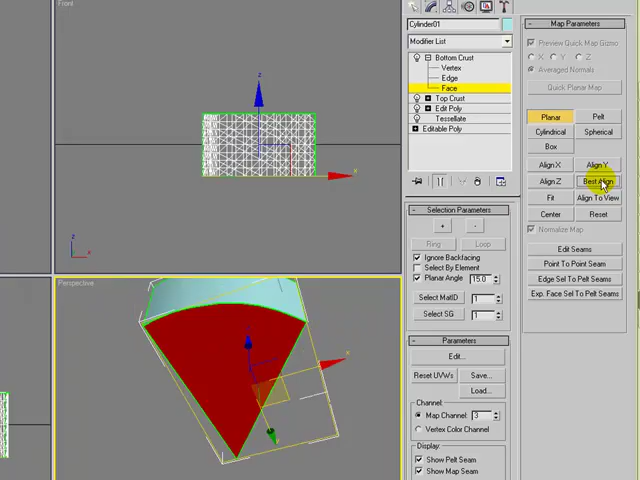 Front
z
x
z
x
Perspective
x
Cylinder01
Modifier List
Bottom Crust
Vertex
Edge
Face
Top Crust
Edit Poly
Tessellate
Editable Poly
- Selection Parameters
+ -
Ring Loop
Ignore Backfacing
Select By Element
Planar Angle 15.0
Select MatID 1
Select SG 1
- Parameters
Edit...
Reset UVWs Save...
Load...
Channel:
Map Channel: 3
Vertex Color Channel
Display:
Show Pelt Seam
Show Map Seam
- Map Parameters
Preview Quick Map Gizmo
X Y Z
Averaged Normals
Quick Planar Map
Planar Pelt
Cylindrical Spherical
Box
Align X Align Y
Align Z Best Align
Fit Align To View
Center Reset
Normalize Map
Edit Seams
Point To Point Seam
Edge Sel To Pelt Seams
Exp. Face Sel To Pelt Seams